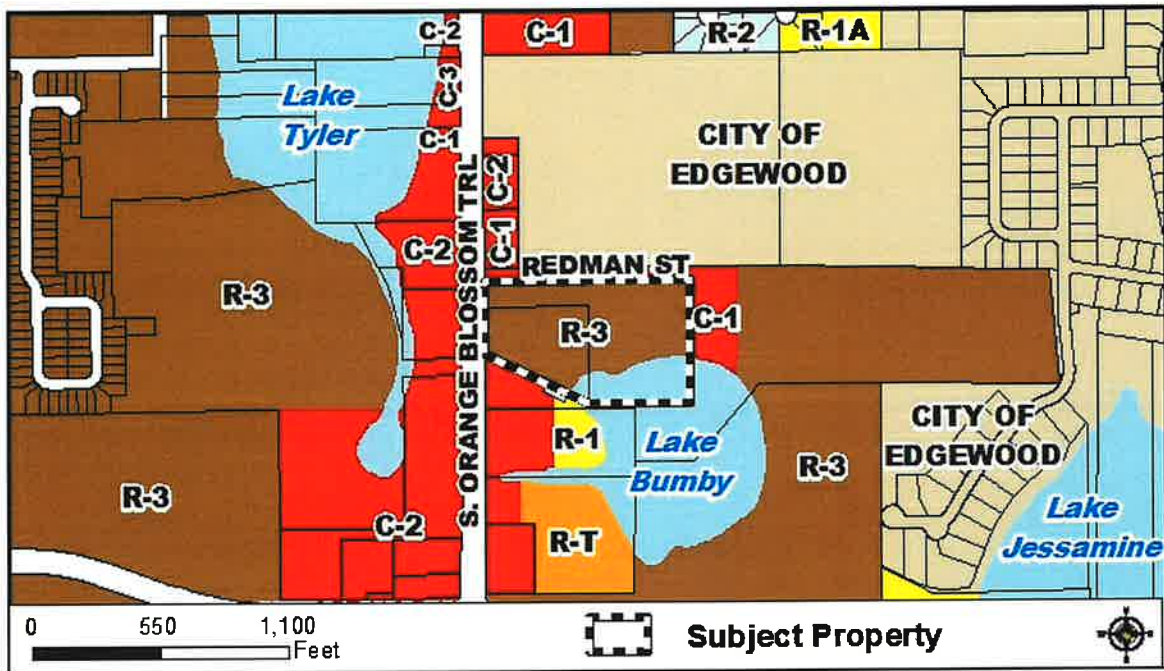 C-2
C-1
R-2
R-1A
Lake
Tyler
C-3
C-1
CITY OF
EDGEWOOD
C-2
C-1
C-2
S. ORANGE BLOSSOM TRL
REDMAN ST
R-3
R-3
C-1
R-1
Lake
Bumby
R-3
CITY OF
EDGEWOOD
R-3
C-2
R-T
Lake
Jessamine
0 550 1,100
Feet
Subject Property